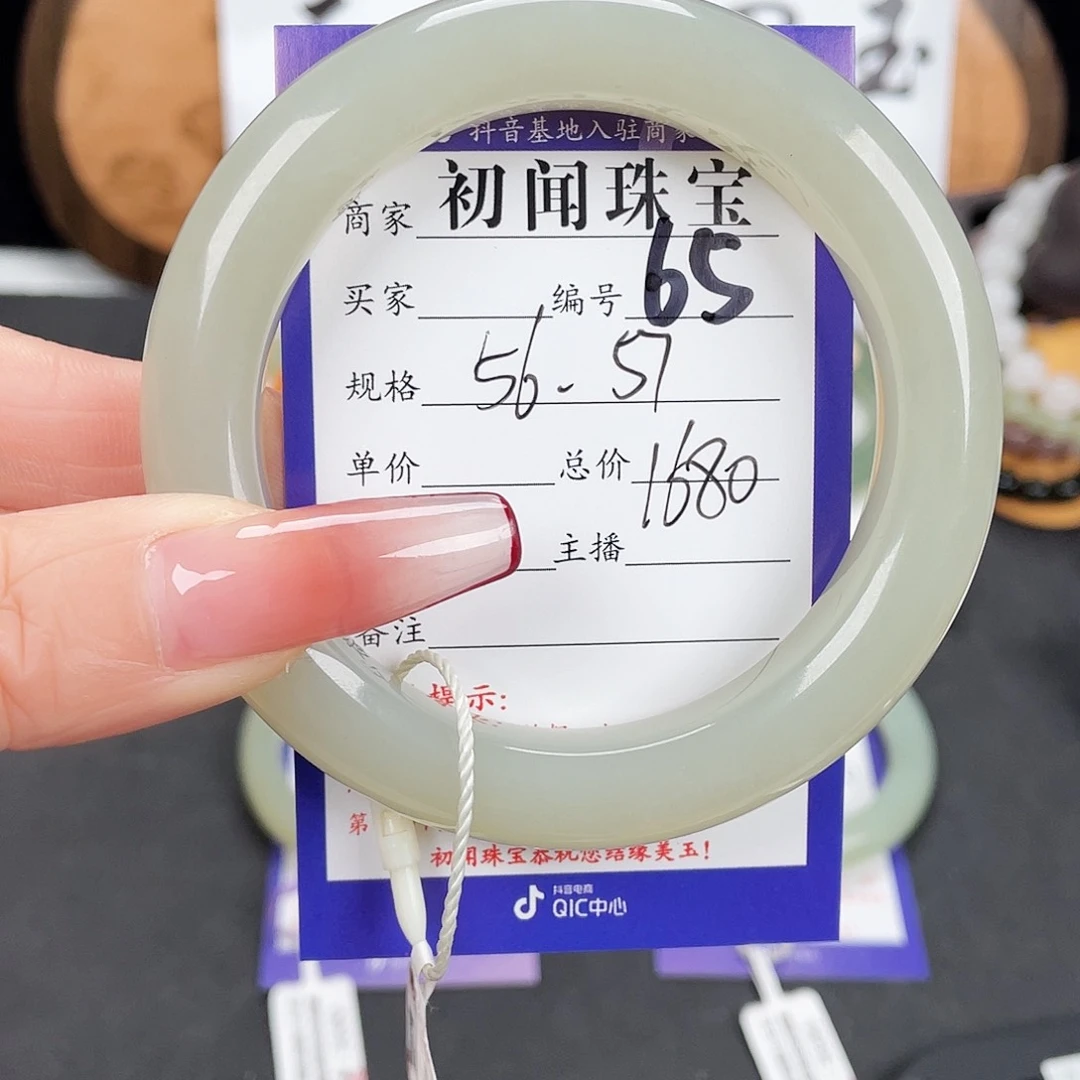 玉
抖音基地入驻商家
商家 初闻珠宝
买家 编号 65
规格 56-57
单价 总价 1680
主播
备注
提示:
第
初闻珠宝恭祝您结缘美玉!
抖音电商
QIC中心